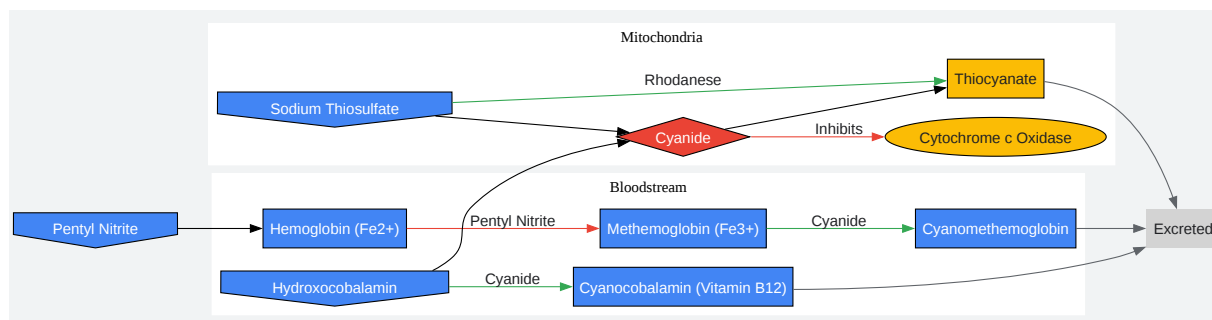 Mitochondria
Rhodanese
Thiocyanate
Sodium Thiosulfate
Cyanide
Inhibits
Cytochrome c Oxidase
Bloodstream
Pentyl Nitrite
Hemoglobin (Fe2+)
Pentyl Nitrite
Methemoglobin (Fe3+)
Cyanide
Cyanomethemoglobin
Excreted
Hydroxocobalamin
Cyanide
Cyanocobalamin (Vitamin B12)